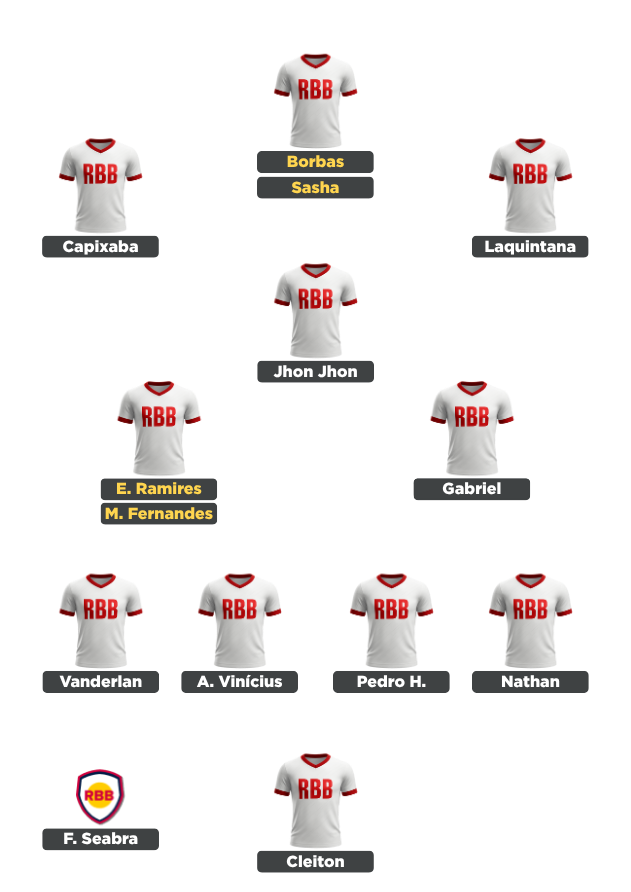 RBB
Borbas
Sasha
RBB
Capixaba
RBB
Laquintana
RBB
Jhon Jhon
RBB
E. Ramires
M. Fernandes
RBB
Gabriel
RBB
Vanderlan
RBB
A. Vinícius
RBB
Pedro H.
RBB
Nathan
RBB
F. Seabra
RBB
Cleiton